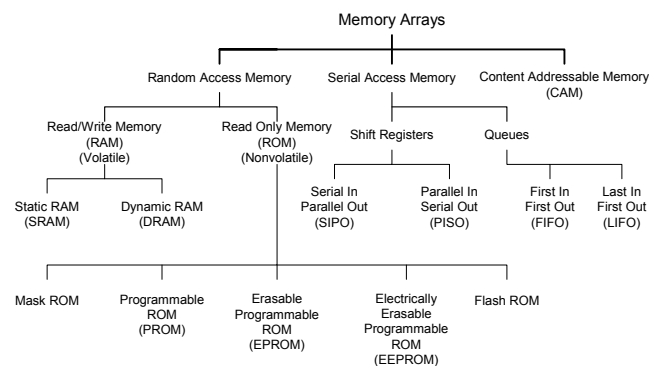 Memory Arrays
Random Access Memory
Serial Access Memory
Content Addressable Memory
(CAM)
Read/Write Memory
(RAM)
(Volatile)
Read Only Memory
(ROM)
(Nonvolatile)
Shift Registers
Queues
Static RAM
(SRAM)
Dynamic RAM
(DRAM)
Serial In
Parallel Out
(SIPO)
Parallel In
Serial Out
(PISO)
First In
First Out
(FIFO)
Last In
First Out
(LIFO)
Mask ROM
Programmable
ROM
(PROM)
Erasable
Programmable
ROM
(EPROM)
Electrically
Erasable
Programmable
ROM
(EEPROM)
Flash ROM